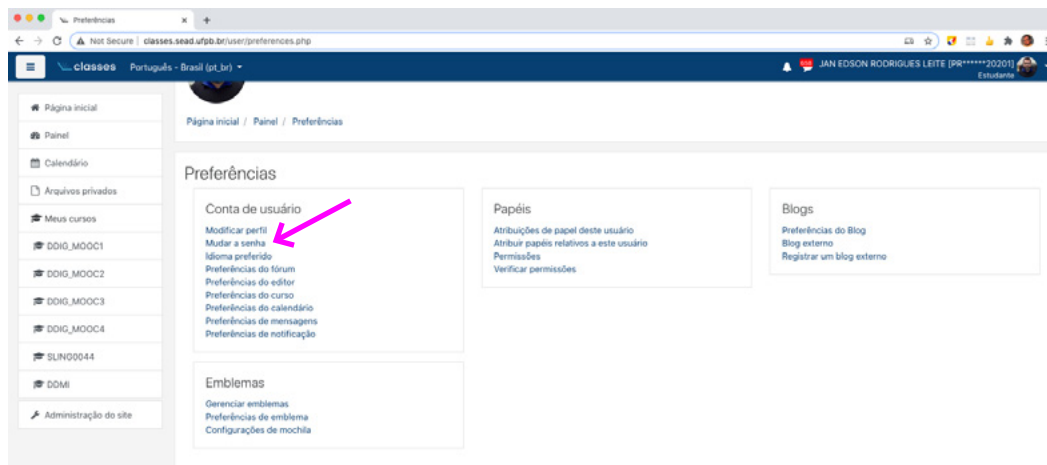 Preferências
Not Secure | classes.sead.ufpb.br/user/preferences.php
classes Português - Brasil (pt_br)
JAN EDSON RODRIGUES LEITE [PR******20201]
Estudante
Página inicial / Painel / Preferências
Página inicial
Painel
Calendário
Arquivos privados
Meus cursos
DDIG_MOOC1
DDIG_MOOC2
DDIG_MOOC3
DDIG_MOOC4
SLING0044
DDMI
Administração do site
Preferências
Conta de usuário
Modificar perfil
Mudar a senha
Idioma preferido
Preferências do fórum
Preferências do editor
Preferências do curso
Preferências do calendário
Preferências de mensagens
Preferências de notificação
Papéis
Atribuições de papel deste usuário
Atribuir papéis relativos a este usuário
Permissões
Verificar permissões
Blogs
Preferências do Blog
Blog externo
Registrar um blog externo
Emblemas
Gerenciar emblemas
Preferências de emblema
Configurações de mochila